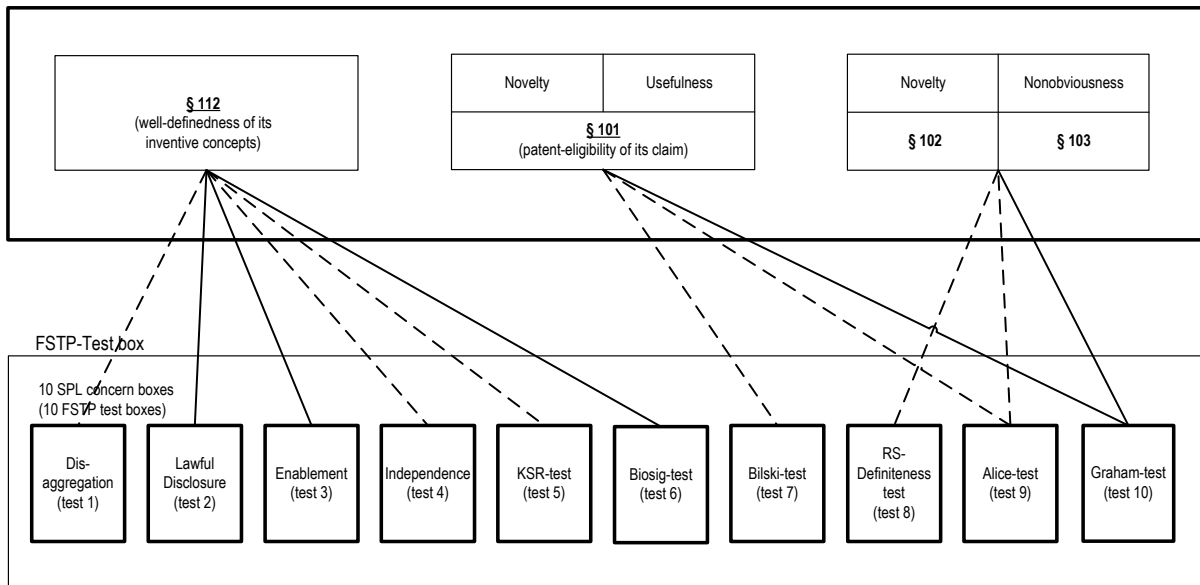 § 112
(well-definedness of its
inventive concepts)
Novelty
Usefulness
§ 101
(patent-eligibility of its claim)
Novelty
Nonobviousness
§ 102
§ 103
FSTP-Test box
10 SPL concern boxes
(10 FSTP test boxes)
Dis-
aggregation
(test 1)
Lawful
Disclosure
(test 2)
Enablement
(test 3)
Independence
(test 4)
KSR-test
(test 5)
Biosig-test
(test 6)
Bilski-test
(test 7)
RS-
Definiteness
test
(test 8)
Alice-test
(test 9)
Graham-test
(test 10)